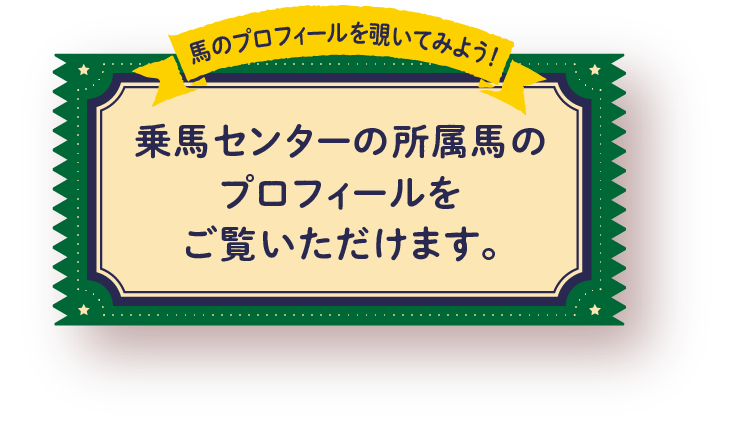 馬のプロフィールを覗いてみよう!
乗馬センターの所属馬の
プロフィールを
ご覧いただけます。